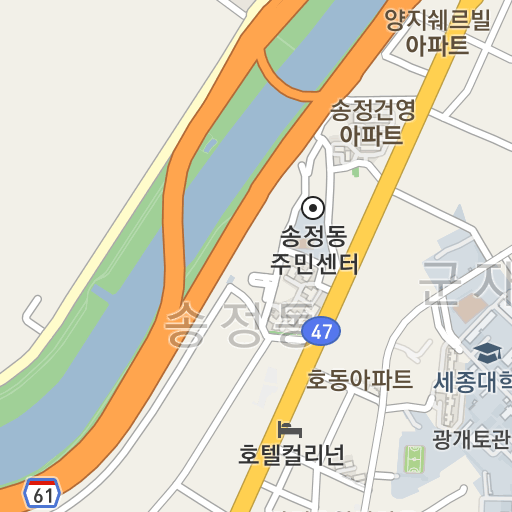 양지쉐르빌
아파트
송정건영
아파트
송정동
주민센터
군자
송정동
47
호동아파트
세종대학
광개토관
호텔컬리넌
61